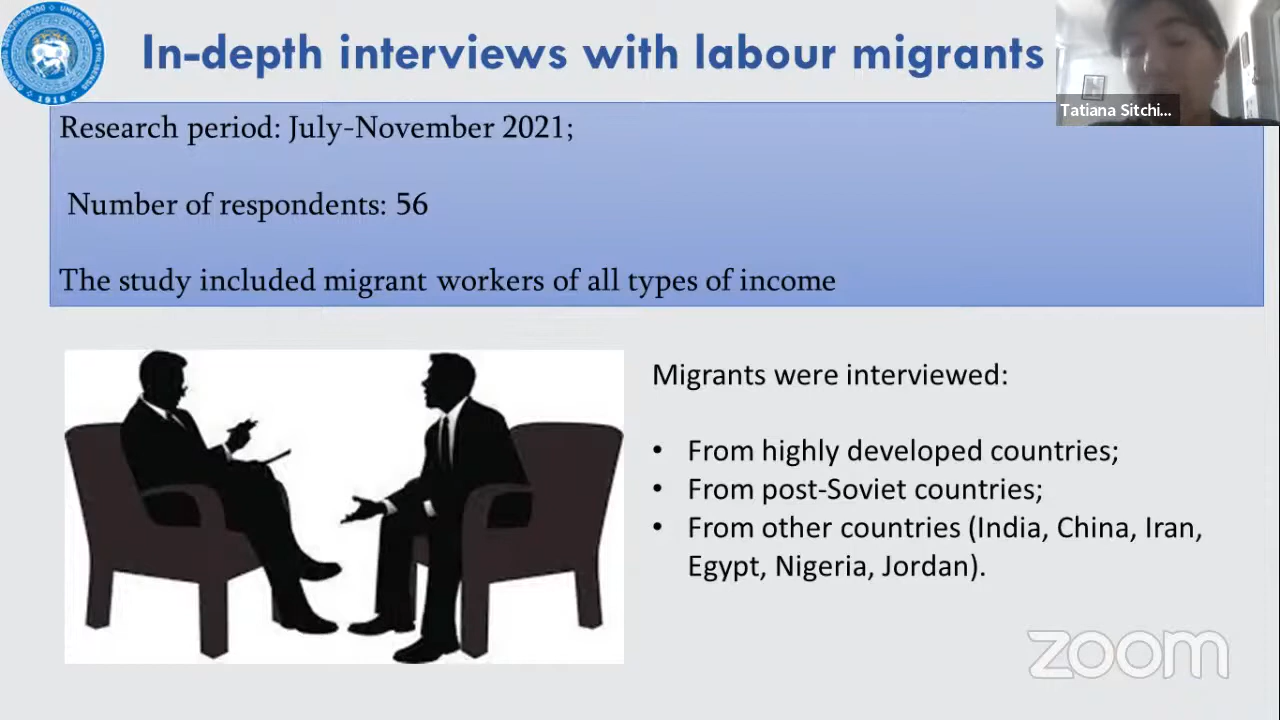 In-depth interviews with labour migrants
Tatiana Sitchi...
Research period: July-November 2021;
Number of respondents: 56
The study included migrant workers of all types of income
Migrants were interviewed:
• From highly developed countries;
• From post-Soviet countries;
• From other countries (India, China, Iran,
Egypt, Nigeria, Jordan).
zoom
1918